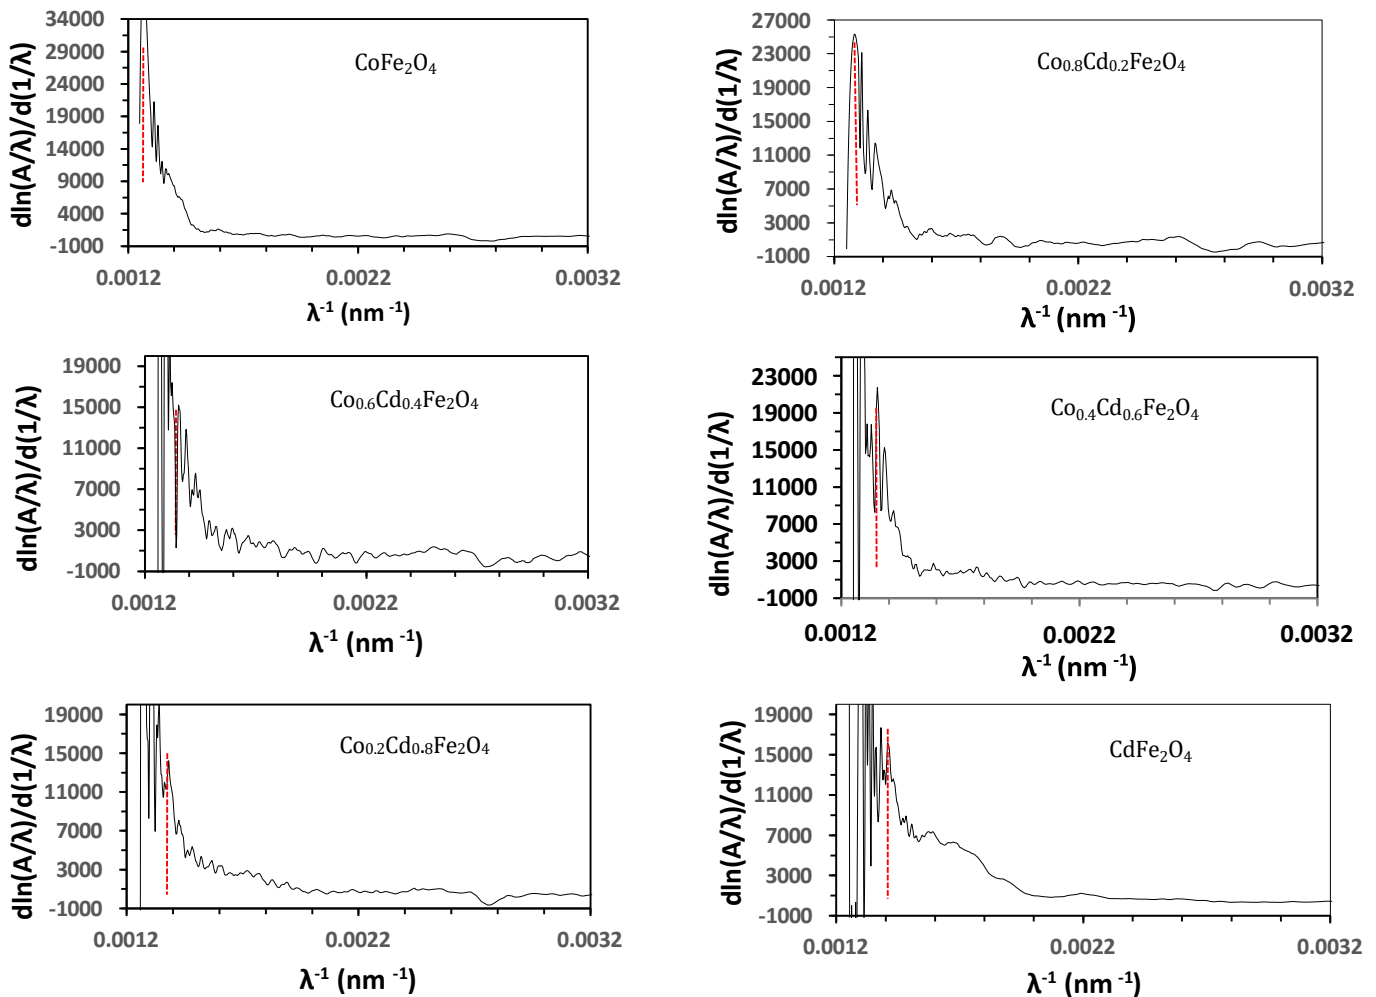 34000
29000
24000
19000
14000
9000
4000
-1000
dln(A/λ)/d(1/λ)
CoFe₂O₄
0.0012 0.0022 0.0032
λ⁻¹ (nm ⁻¹)
27000
23000
19000
15000
11000
7000
3000
-1000
dln(A/λ)/d(1/λ)
Co₀.₈Cd₀.₂Fe₂O₄
0.0012 0.0022 0.0032
λ⁻¹ (nm ⁻¹)
19000
15000
11000
7000
3000
-1000
dln(A/λ)/d(1/λ)
Co₀.₆Cd₀.₄Fe₂O₄
0.0012 0.0022 0.0032
λ⁻¹ (nm ⁻¹)
23000
19000
15000
11000
7000
3000
-1000
dln(A/λ)/d(1/λ)
Co₀.₄Cd₀.₆Fe₂O₄
0.0012 0.0022 0.0032
λ⁻¹ (nm ⁻¹)
19000
15000
11000
7000
3000
-1000
dln(A/λ)/d(1/λ)
Co₀.₂Cd₀.₈Fe₂O₄
0.0012 0.0022 0.0032
λ⁻¹ (nm ⁻¹)
19000
15000
11000
7000
3000
-1000
dln(A/λ)/d(1/λ)
CdFe₂O₄
0.0012 0.0022 0.0032
λ⁻¹ (nm ⁻¹)